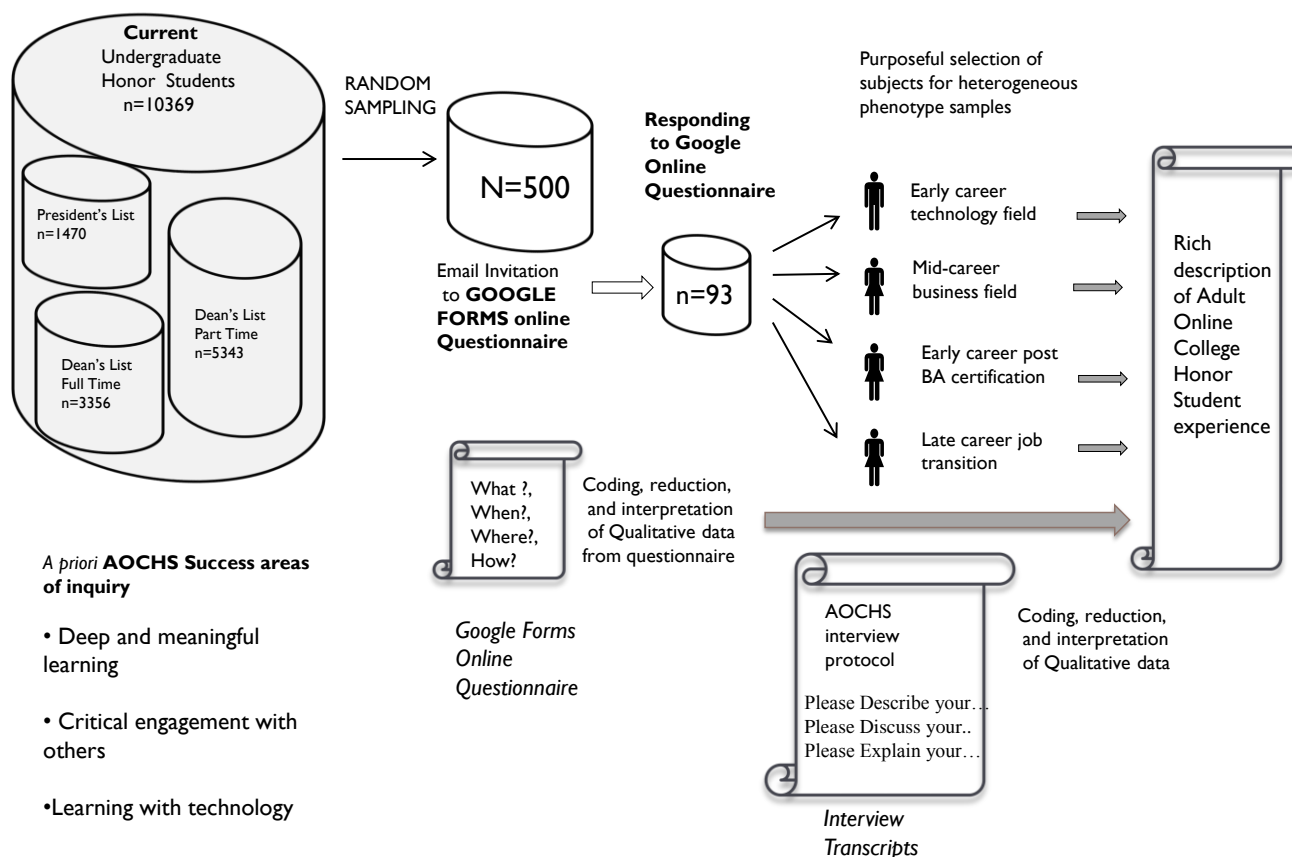 Current
Undergraduate
Honor Students
n=10369
President's List
n=1470
Dean's List
Part Time
n=5343
Dean's List
Full Time
n=3356
RANDOM
SAMPLING
N=500
Email Invitation
to GOOGLE
FORMS online
Questionnaire
Responding
to Google
Online
Questionnaire
n=93
Purposeful selection of
subjects for heterogeneous
phenotype samples
Early career
technology field
Mid-career
business field
Early career post
BA certification
Late career job
transition
Rich
description
of Adult
Online
College
Honor
Student
experience
What ?,
When?,
Where?,
How?
Coding, reduction,
and interpretation
of Qualitative data
from questionnaire
Google Forms
Online
Questionnaire
A priori AOCHS Success areas
of inquiry
• Deep and meaningful
learning
• Critical engagement with
others
•Learning with technology
AOCHS
interview
protocol
Please Describe your…
Please Discuss your..
Please Explain your…
Interview
Transcripts
Coding, reduction,
and interpretation
of Qualitative data